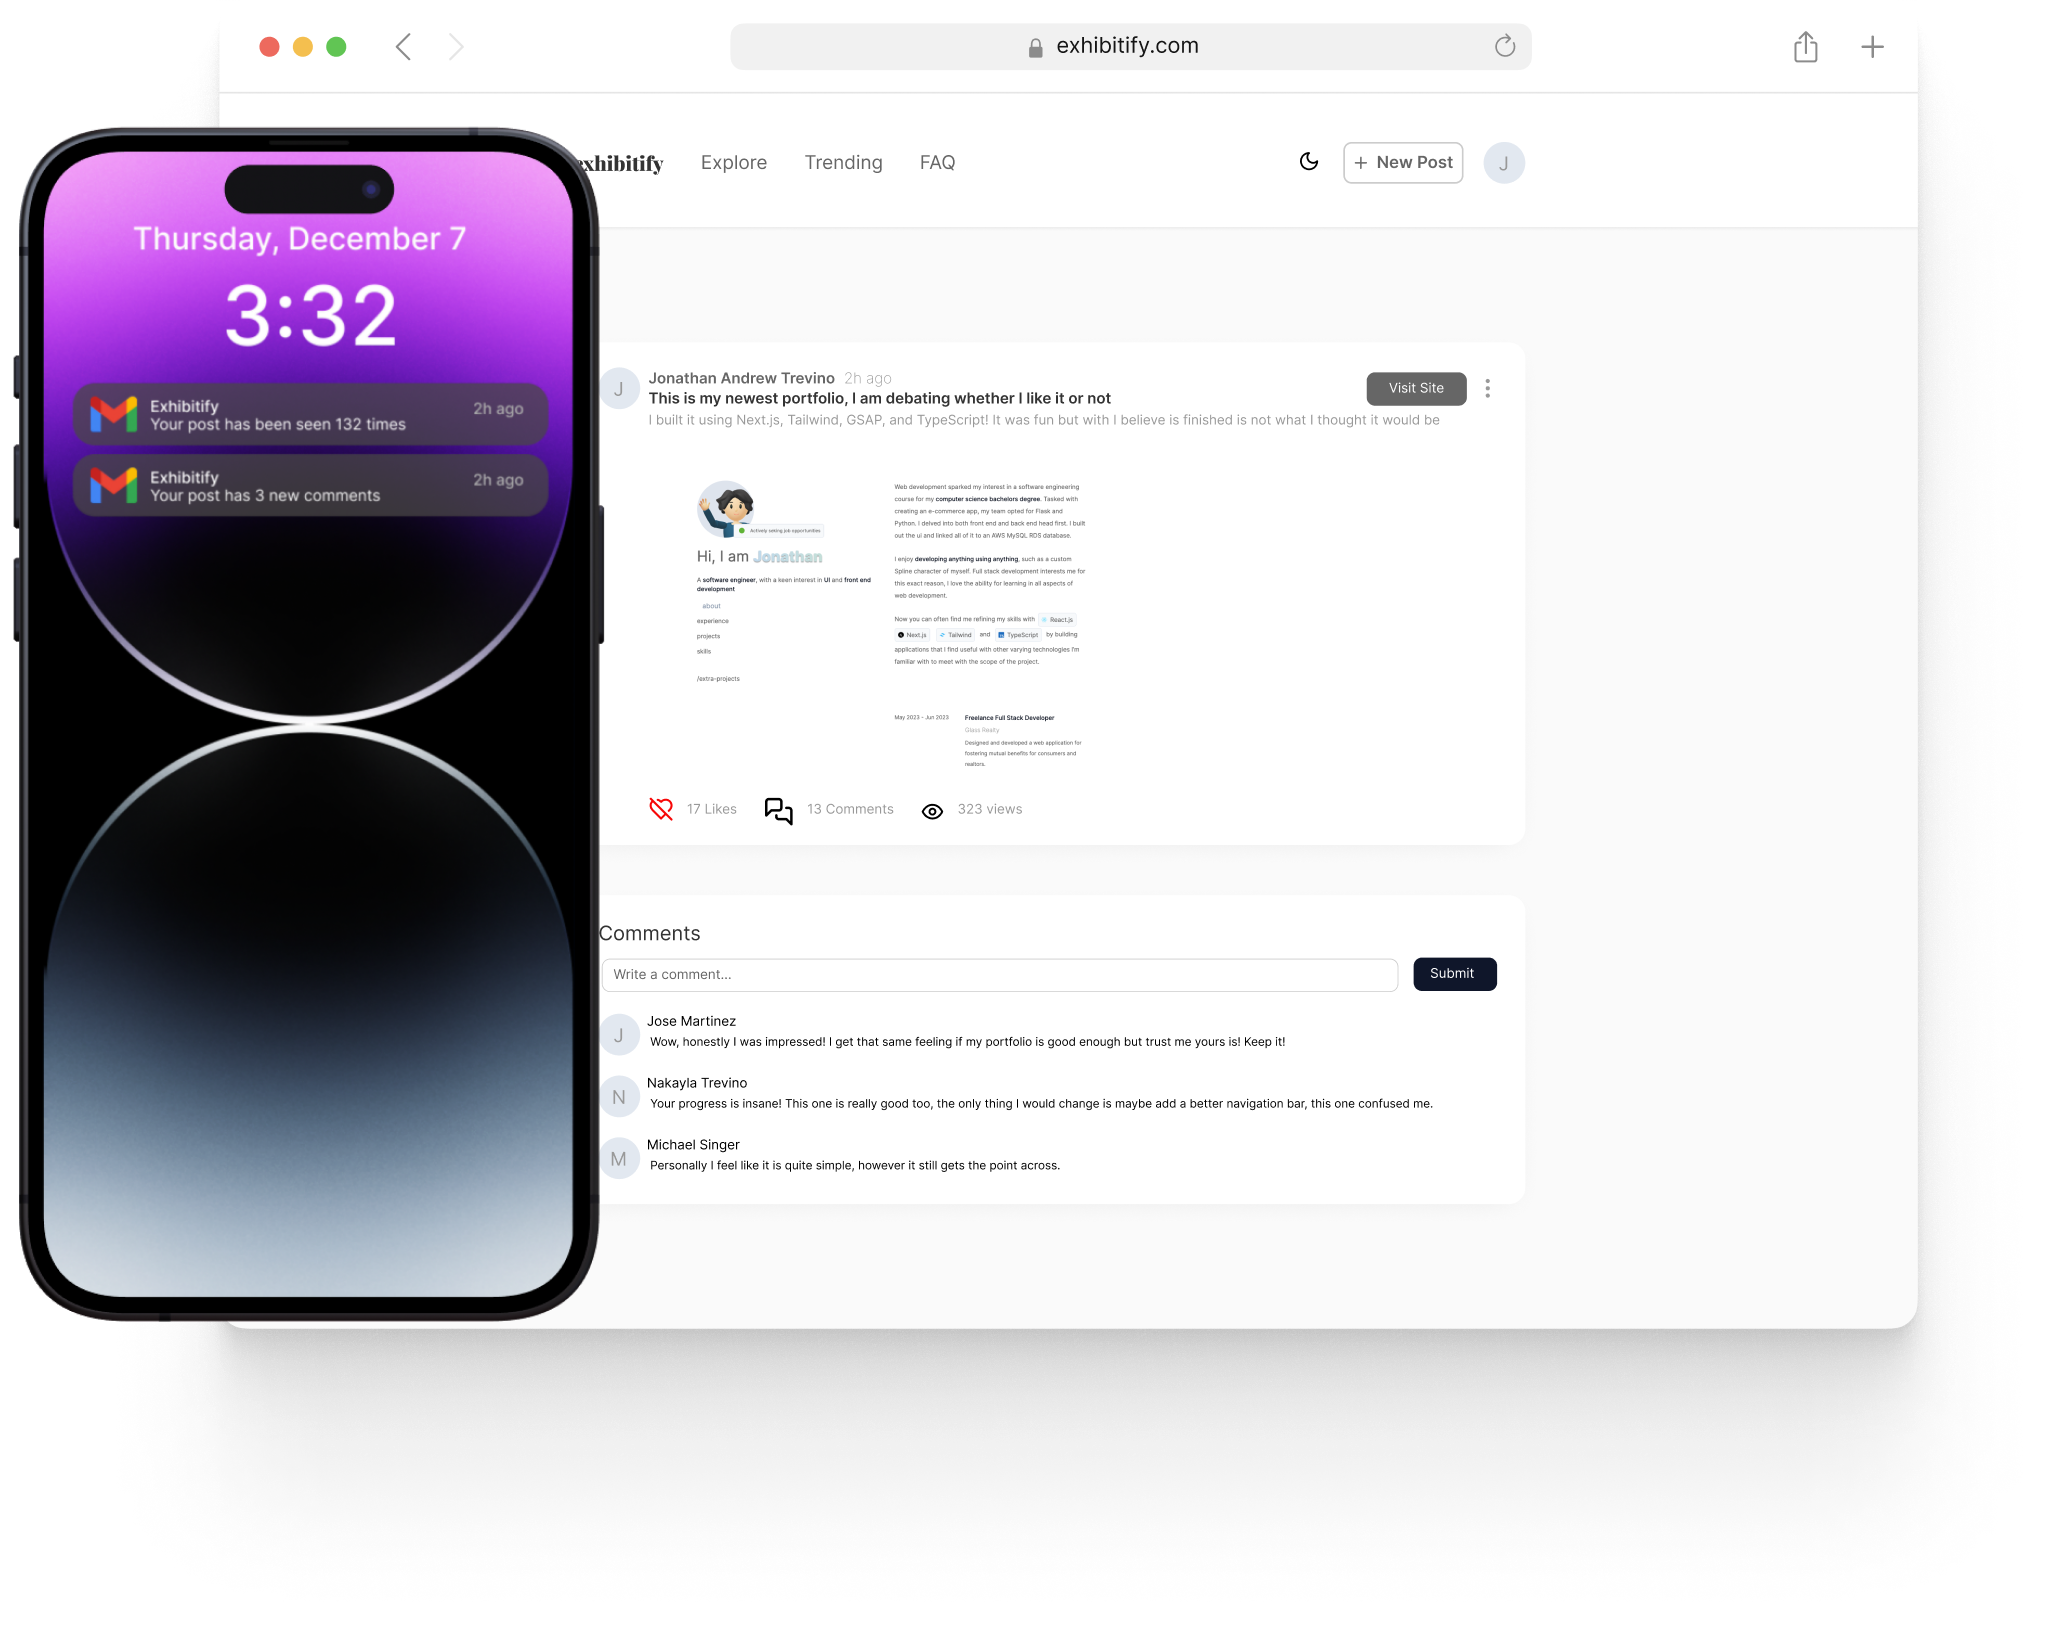 exhibitify.com
exhibitify
Explore
Trending
FAQ
+ New Post
J
Thursday, December 7
3:32
Exhibitify
2h ago
Your post has been seen 132 times
Exhibitify
2h ago
Your post has 3 new comments
J
Jonathan Andrew Trevino 2h ago
This is my newest portfolio, I am debating whether I like it or not
I built it using Next.js, Tailwind, GSAP, and TypeScript! It was fun but with I believe is finished is not what I thought it would be
Visit Site
Actively seeking job opportunities
Hi, I am Jonathan
A software engineer, with a keen interest in UI and front end
development
about
experience
projects
skills
/extra-projects
Web development sparked my interest in a software engineering
course for my computer science bachelors degree. Tasked with
creating an e-commerce app, my team opted for Flask and
Python. I delved into both front end and back end head first. I built
out the ui and linked all of it to an AWS MySQL RDS database.
I enjoy developing anything using anything, such as a custom
Spline character of myself. Full stack development interests me for
this exact reason, I love the ability for learning in all aspects of
web development.
Now you can often find me refining my skills with React.js
Next.js Tailwind and TypeScript by building
applications that I find useful with other varying technologies I'm
familiar with to meet with the scope of the project.
May 2023 - Jun 2023
Freelance Full Stack Developer
Glass Realty
Designed and developed a web application for
fostering mutual benefits for consumers and
realtors.
17 Likes
13 Comments
323 views
Comments
Write a comment...
Submit
J
Jose Martinez
Wow, honestly I was impressed! I get that same feeling if my portfolio is good enough but trust me yours is! Keep it!
N
Nakayla Trevino
Your progress is insane! This one is really good too, the only thing I would change is maybe add a better navigation bar, this one confused me.
M
Michael Singer
Personally I feel like it is quite simple, however it still gets the point across.